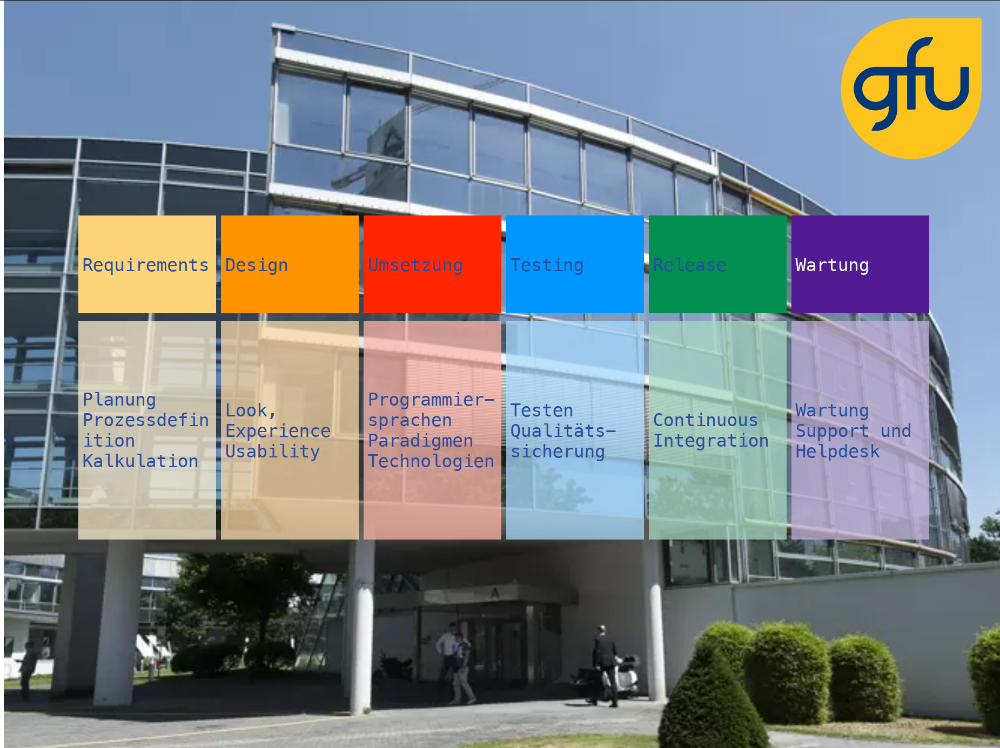 gfu
Requirements
Design
Umsetzung
Testing
Release
Wartung
Planung
Prozessdefin
ition
Kalkulation
Look,
Experience
Usability
Programmier–
sprachen
Paradigmen
Technologien
Testen
Qualitäts–
sicherung
Continuous
Integration
Wartung
Support und
Helpdesk
A